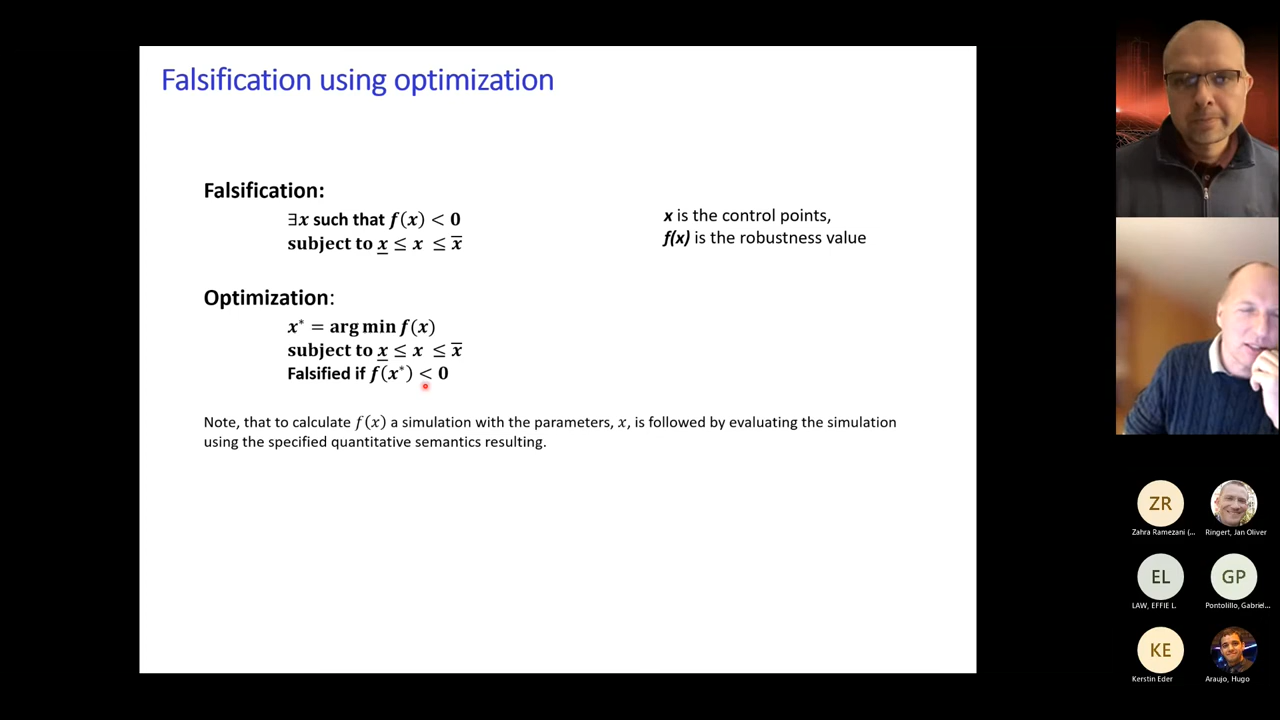 Falsification using optimization
Falsification:
∃x such that f(x) < 0
subject to x̲ ≤ x ≤ x̅
x is the control points,
f(x) is the robustness value
Optimization:
x* = arg min f(x)
subject to x̲ ≤ x ≤ x̅
Falsified if f(x*) < 0
Note, that to calculate f(x) a simulation with the parameters, x, is followed by evaluating the simulation
using the specified quantitative semantics resulting.
ZR
Zahra Ramezani (...
Ringert, Jan Oliver
EL
LAW, EFFIE L.
GP
Pontolillo, Gabriel...
KE
Kerstin Eder
Araujo, Hugo